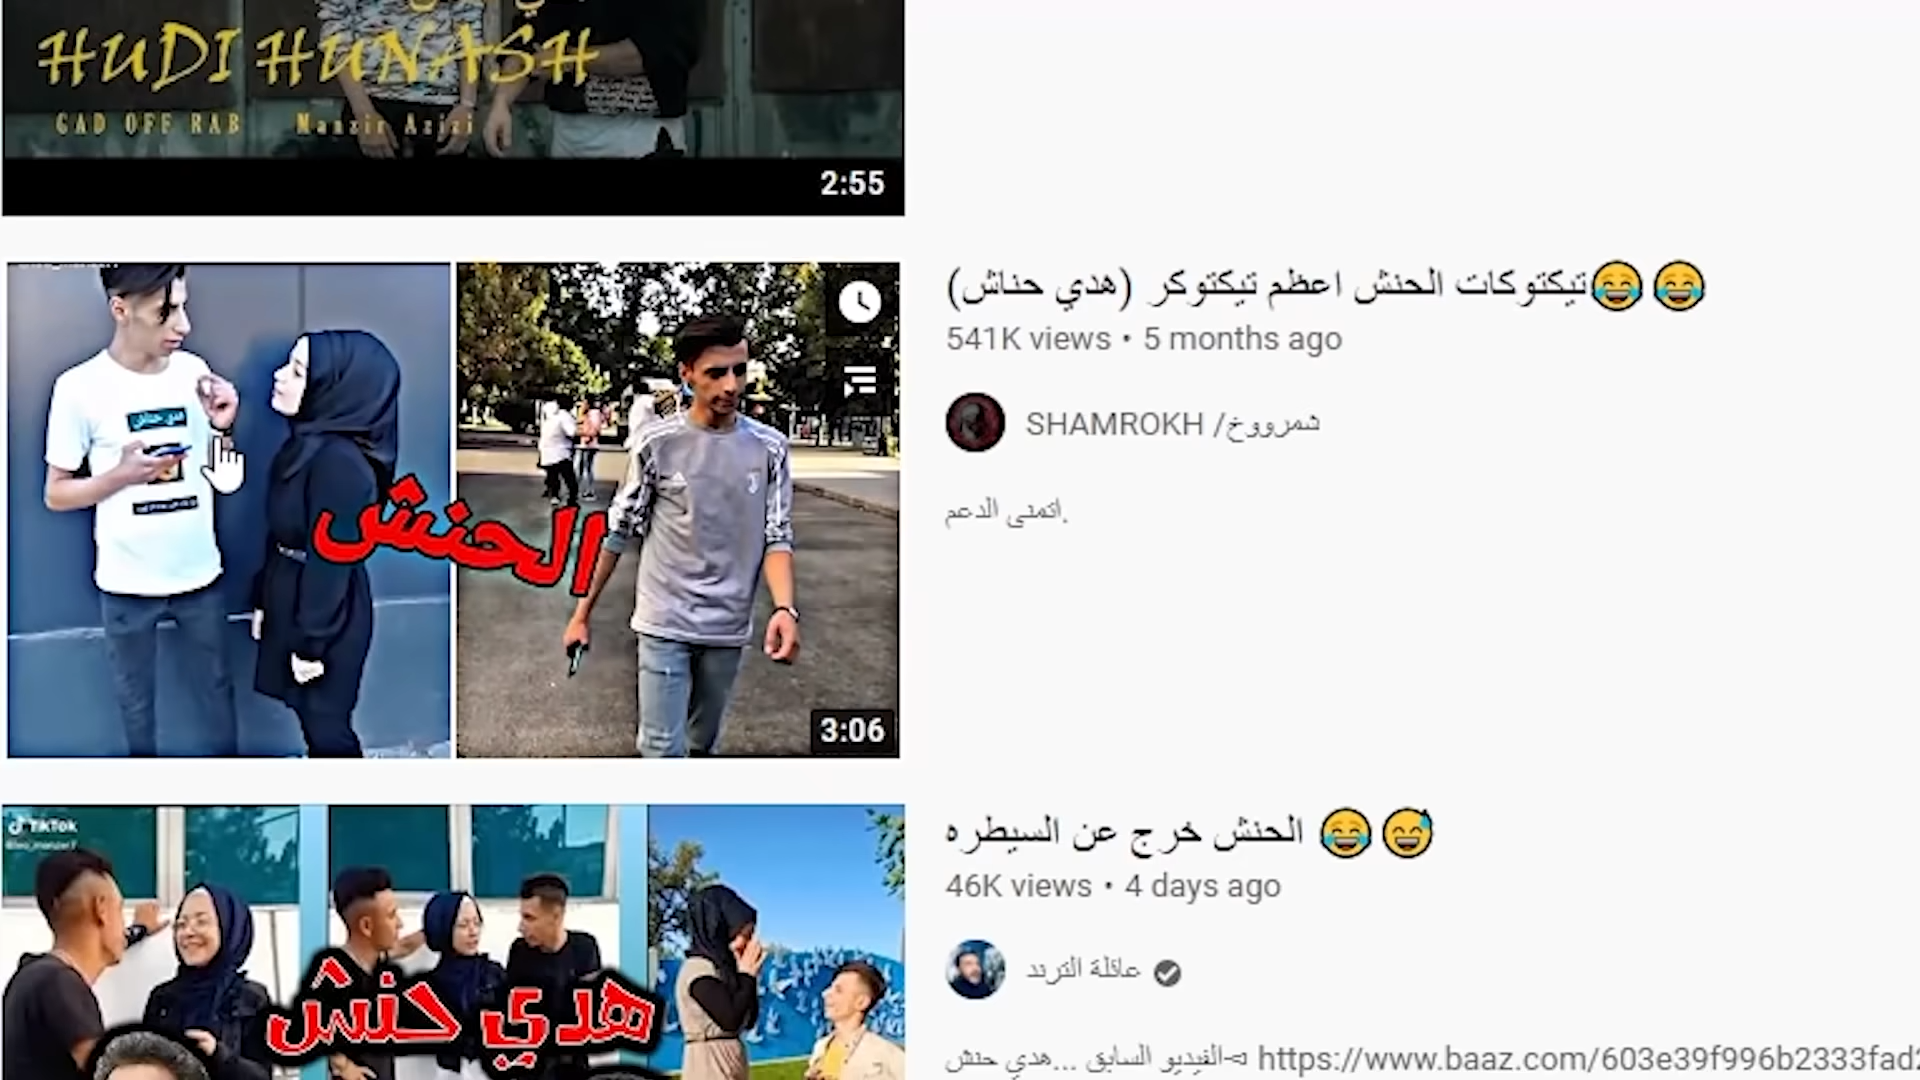 HUDI HUNASH
GAD OFF RAB Manzir Azizi
2:55
الحنش
3:06
😂😂تيكتوكات الحنش اعظم تيكتوكر (هدي حناش)
541K views • 5 months ago
SHAMROKH /شمرووخ
اتمنى الدعم.
TikTok
هدي حنش
الحنش خرج عن السيطره 😂😅
46K views • 4 days ago
عائلة الترند
هدي حنش ... الفيديو السابق https://www.baaz.com/603e39f996b2333fad